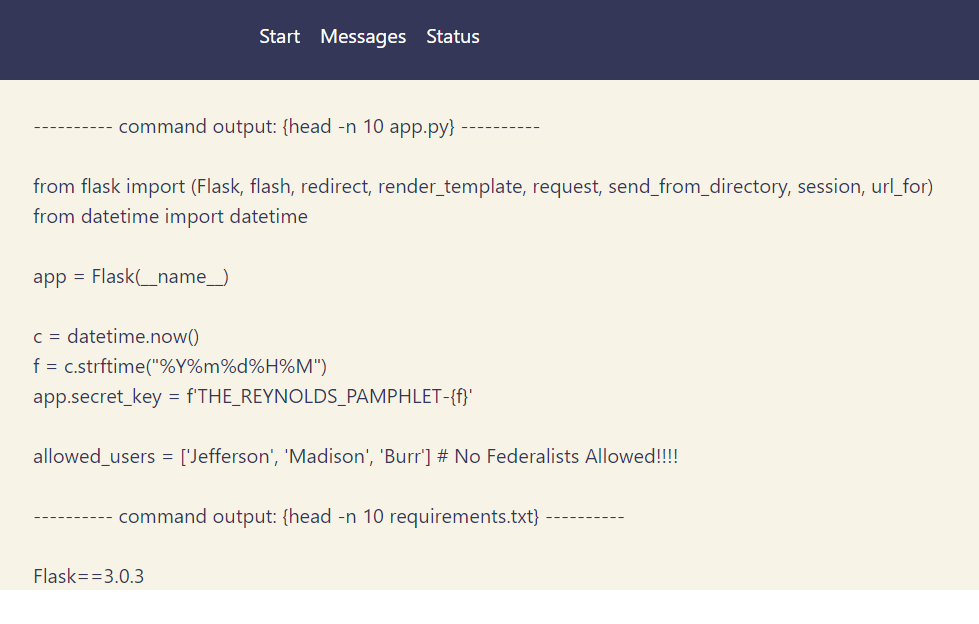 Start Messages Status
---------- command output: {head -n 10 app.py} ----------
from flask import (Flask, flash, redirect, render_template, request, send_from_directory, session, url_for)
from datetime import datetime
app = Flask(__name__)
c = datetime.now()
f = c.strftime("%Y%m%d%H%M")
app.secret_key = f'THE_REYNOLDS_PAMPHLET-{f}'
allowed_users = ['Jefferson', 'Madison', 'Burr'] # No Federalists Allowed!!!!
---------- command output: {head -n 10 requirements.txt} ----------
Flask==3.0.3